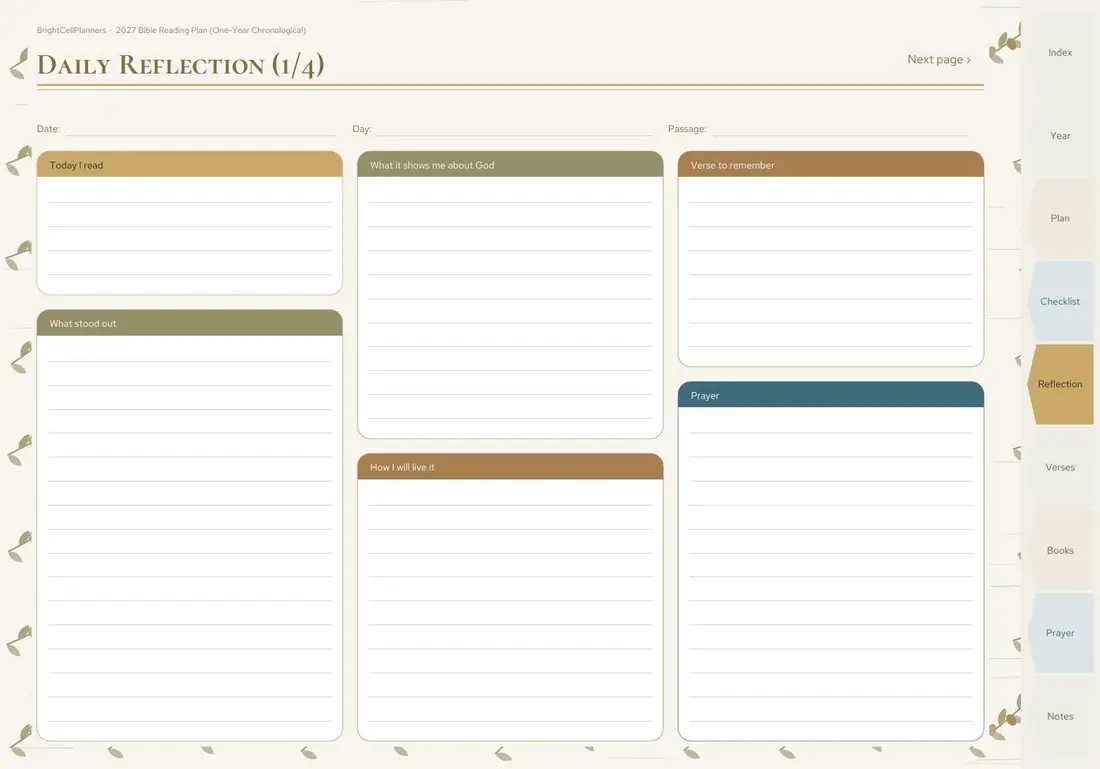 BrightCellPlanners · 2027 Bible Reading Plan (One-Year Chronological)
Daily Reflection (1/4)
Next page ›
Date:
Day:
Passage:
Today I read
What it shows me about God
Verse to remember
What stood out
Prayer
How I will live it
Index
Year
Plan
Checklist
Reflection
Verses
Books
Prayer
Notes